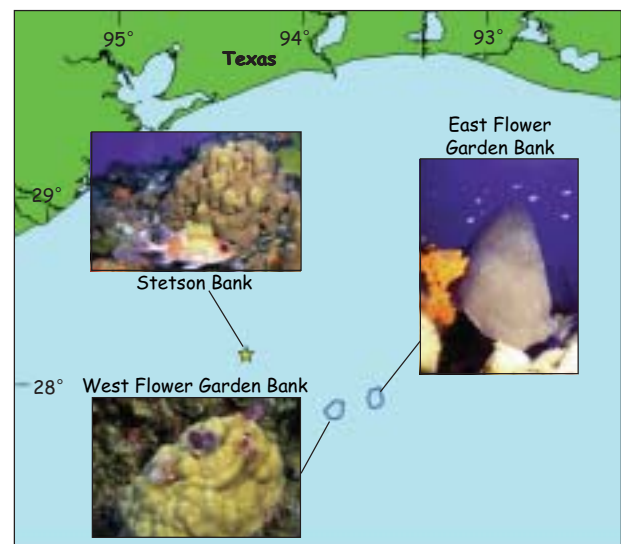 95° 94° 93°
Texas
East Flower
Garden Bank
29°
Stetson Bank
28° West Flower Garden Bank